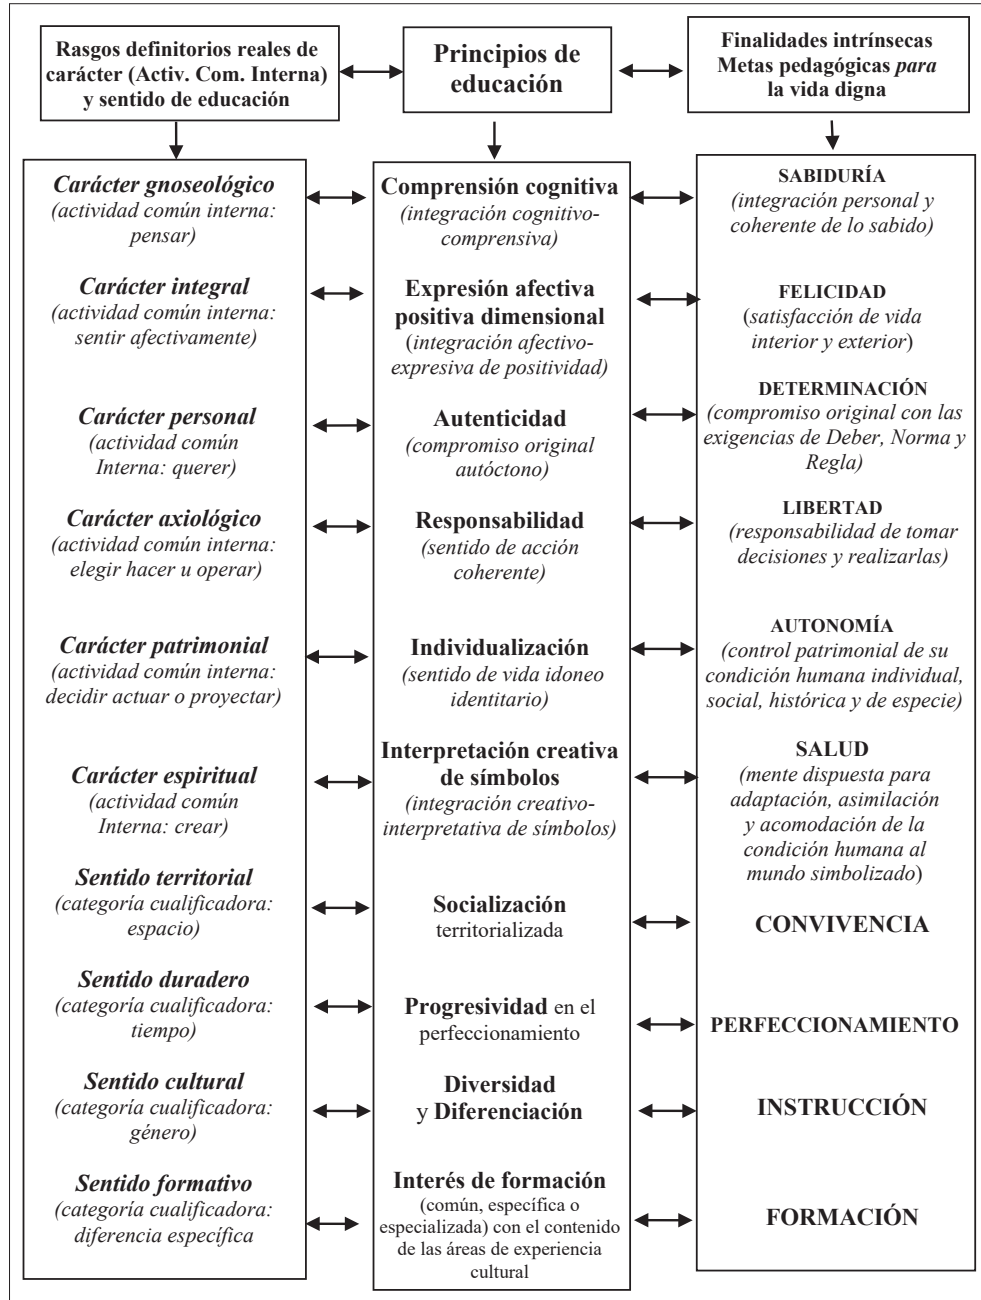 Rasgos definitorios reales de
carácter (Activ. Com. Interna)
y sentido de educación
Principios de
educación
Finalidades intrínsecas
Metas pedagógicas para
la vida digna
Carácter gnoseológico
(actividad común interna:
pensar)
Comprensión cognitiva
(integración cognitivo-
comprensiva)
SABIDURÍA
(integración personal y
coherente de lo sabido)
Carácter integral
(actividad común interna:
sentir afectivamente)
Expresión afectiva
positiva dimensional
(integración afectivo-
expresiva de positividad)
FELICIDAD
(satisfacción de vida
interior y exterior)
Carácter personal
(actividad común
Interna: querer)
Autenticidad
(compromiso original
autóctono)
DETERMINACIÓN
(compromiso original con las
exigencias de Deber, Norma y
Regla)
Carácter axiológico
(actividad común interna:
elegir hacer u operar)
Responsabilidad
(sentido de acción
coherente)
LIBERTAD
(responsabilidad de tomar
decisiones y realizarlas)
Carácter patrimonial
(actividad común interna:
decidir actuar o proyectar)
Individualización
(sentido de vida idoneo
identitario)
AUTONOMÍA
(control patrimonial de su
condición humana individual,
social, histórica y de especie)
Carácter espiritual
(actividad común
Interna: crear)
Interpretación creativa
de símbolos
(integración creativo-
interpretativa de símbolos)
SALUD
(mente dispuesta para
adaptación, asimilación
y acomodación de la
condición humana al
mundo simbolizado)
Sentido territorial
(categoría cualificadora:
espacio)
Socialización
territorializada
CONVIVENCIA
Sentido duradero
(categoría cualificadora:
tiempo)
Progresividad en el
perfeccionamiento
PERFECCIONAMIENTO
Sentido cultural
(categoría cualificadora:
género)
Diversidad
y Diferenciación
INSTRUCCIÓN
Sentido formativo
(categoría cualificadora:
diferencia específica
Interés de formación
(común, específica o
especializada) con el contenido
de las áreas de experiencia
cultural
FORMACIÓN